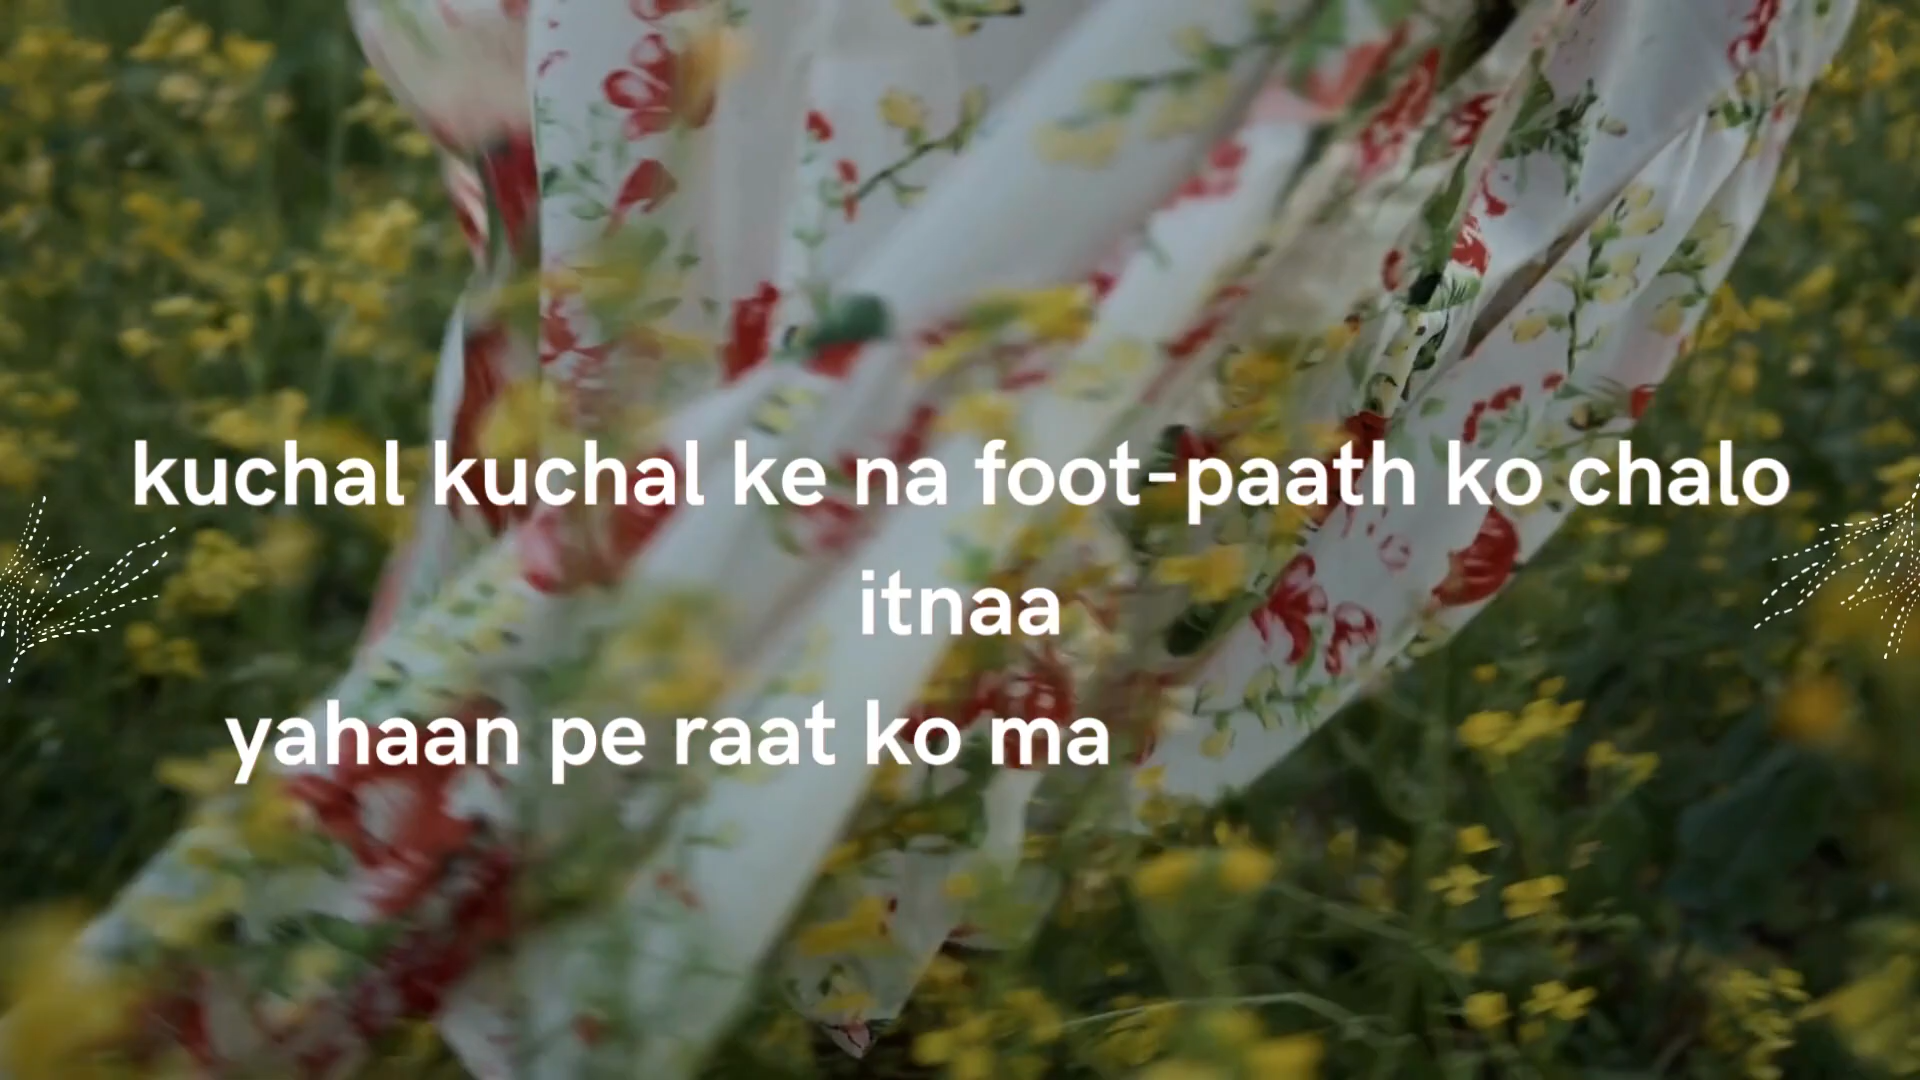 kuchal kuchal ke na foot-paath ko chalo
itnaa
yahaan pe raat ko ma